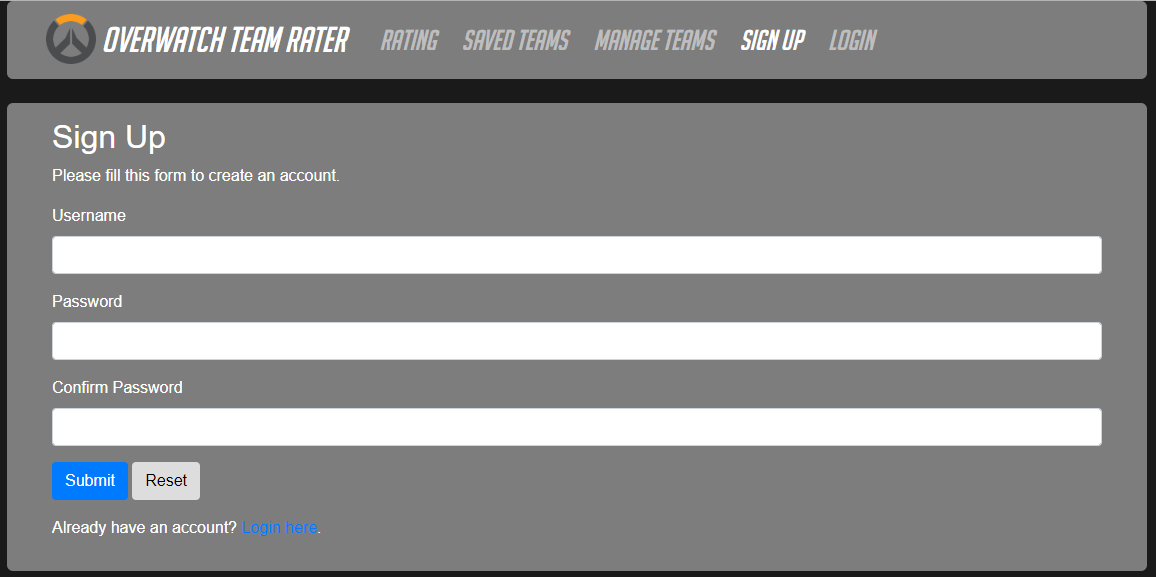 OVERWATCH TEAM RATER RATING SAVED TEAMS MANAGE TEAMS SIGN UP LOGIN
Sign Up
Please fill this form to create an account.
Username
Password
Confirm Password
Submit Reset
Already have an account? Login here.